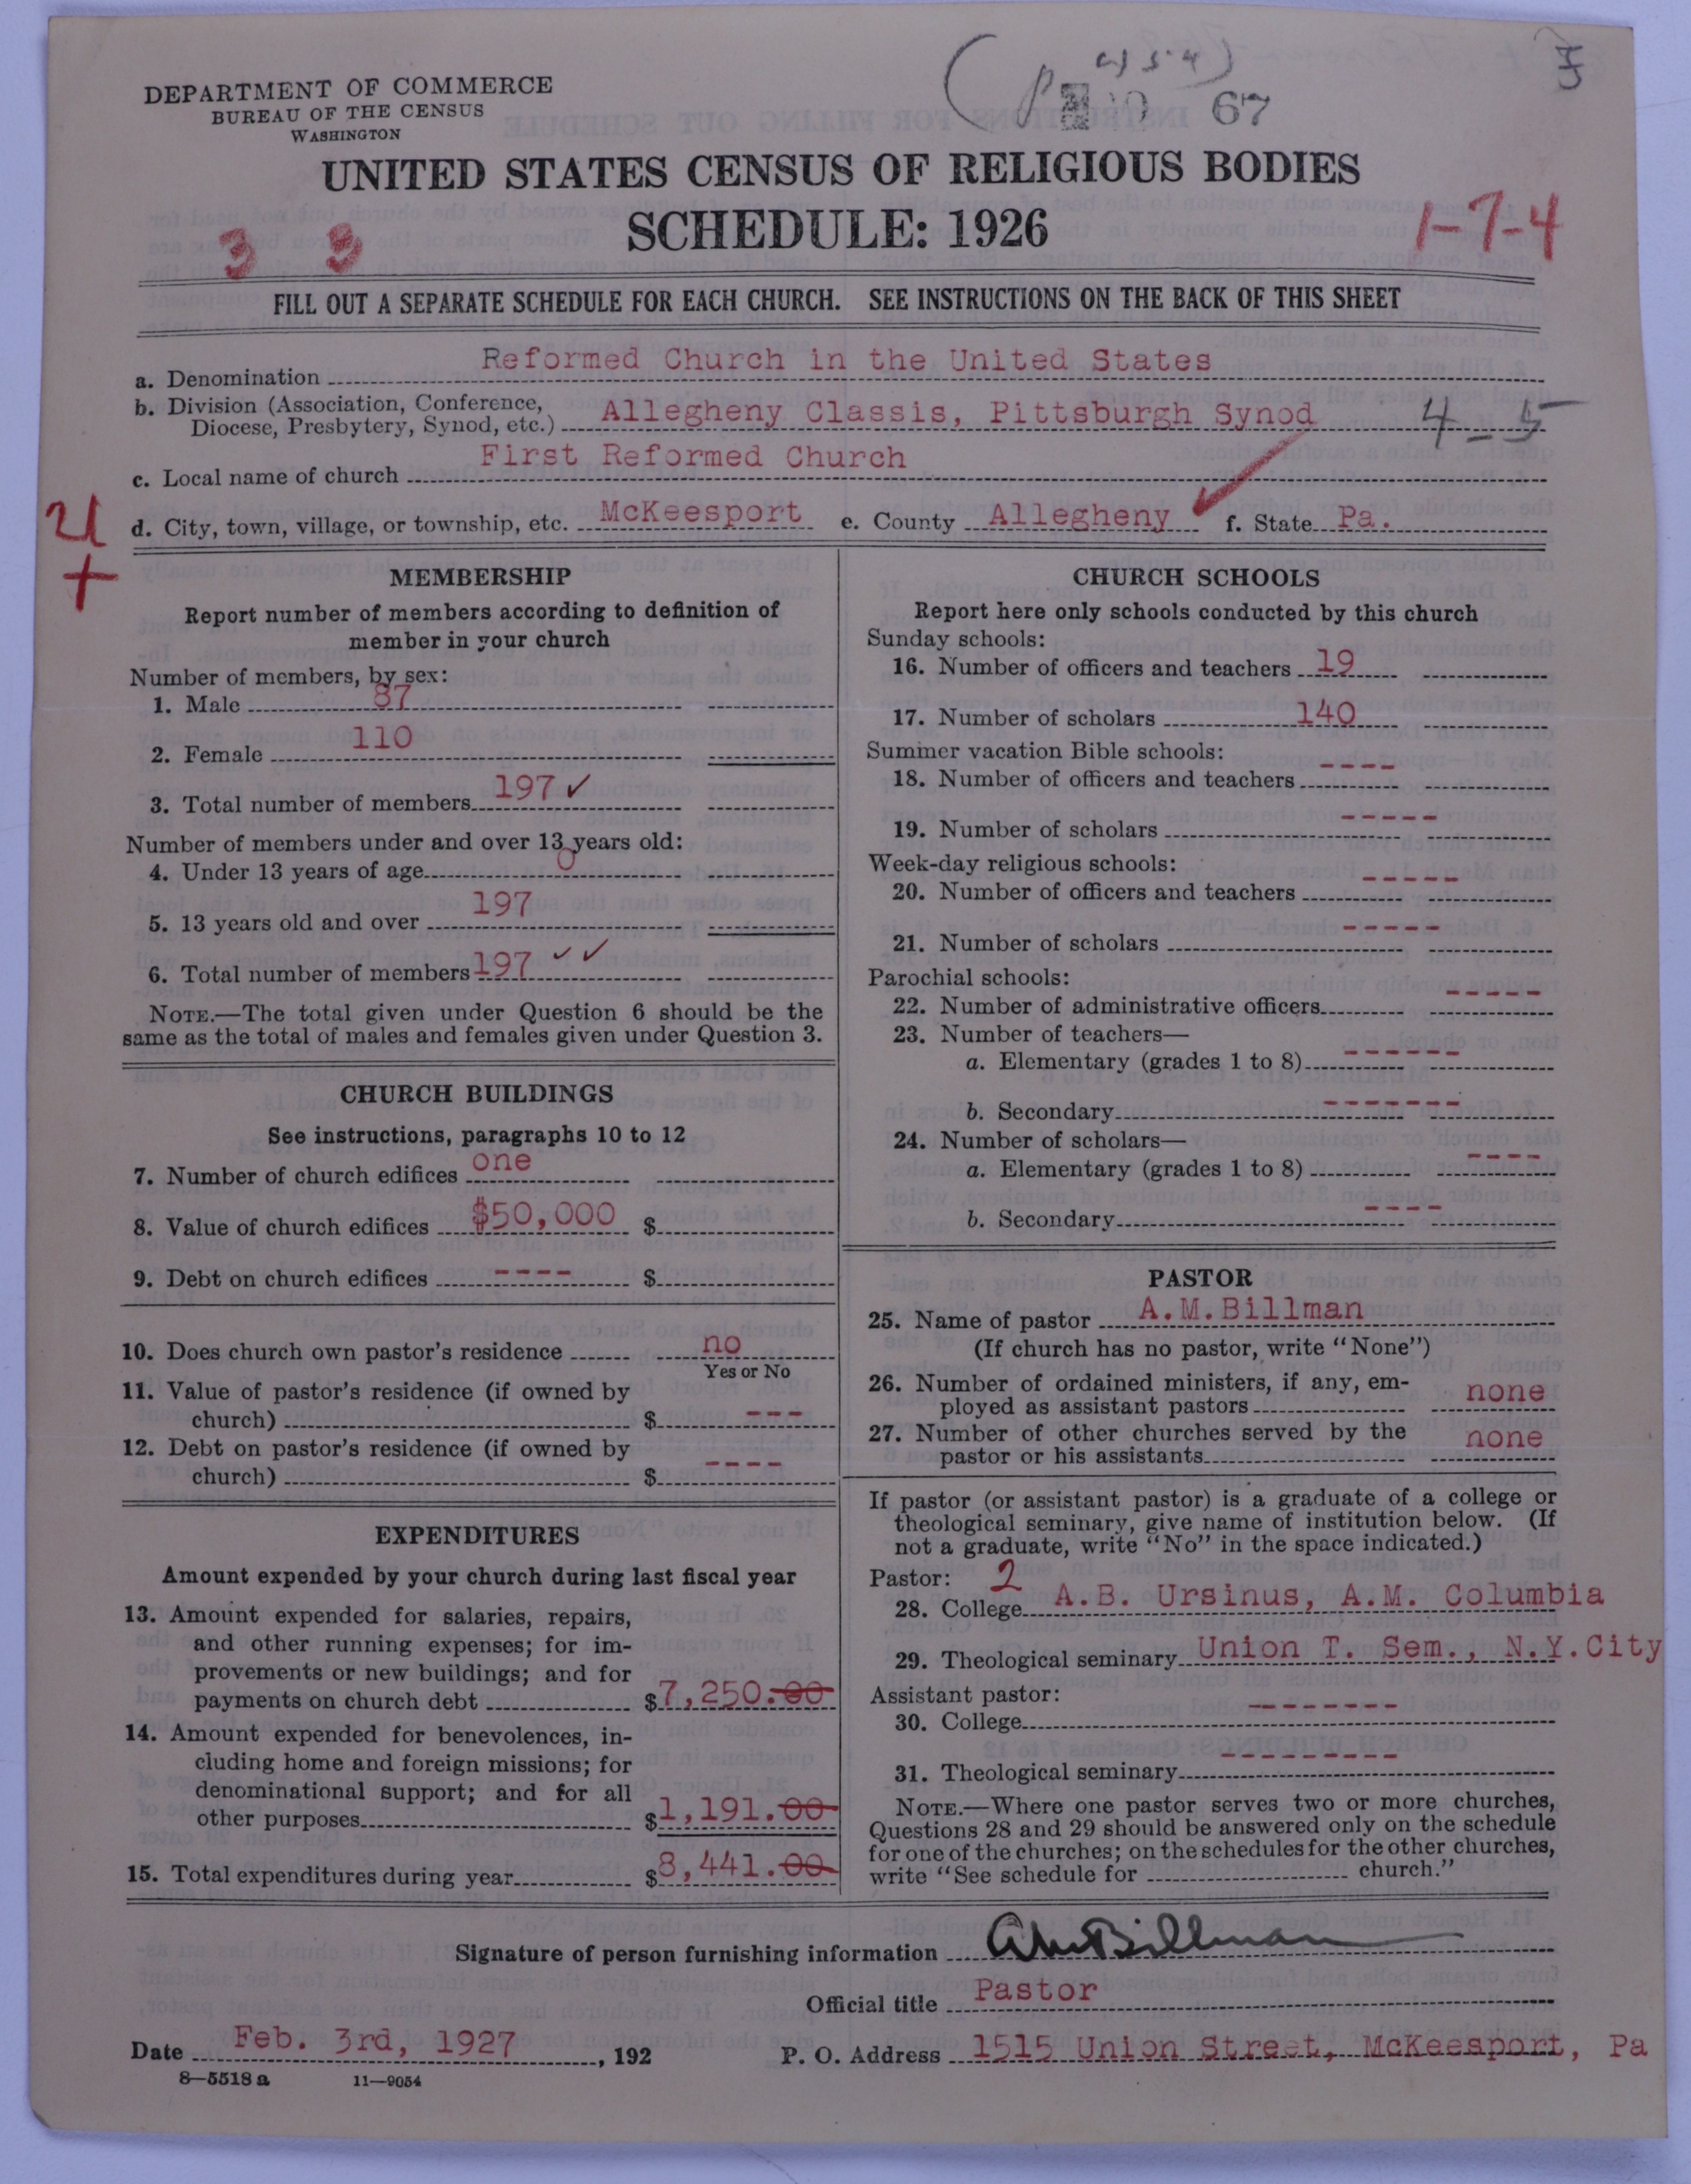 DEPARTMENT OF COMMERCE
BUREAU OF THE CENSUS
WASHINGTON
67
UNITED STATES CENSUS OF RELIGIOUS BODIES
SCHEDULE: 1926
3 3
1-7-4
FILL OUT A SEPARATE SCHEDULE FOR EACH CHURCH. SEE INSTRUCTIONS ON THE BACK OF THIS SHEET
a. Denomination Reformed Church in the United States
b. Division (Association, Conference,
Diocese, Presbytery, Synod, etc.) Allegheny Classis, Pittsburgh Synod 4-5
c. Local name of church First Reformed Church
d. City, town, village, or township, etc. McKeesport e. County Allegheny f. State Pa.
MEMBERSHIP
Report number of members according to definition of
member in your church
Number of members, by sex:
1. Male 87
2. Female 110
3. Total number of members 197 ✓
Number of members under and over 13 years old:
4. Under 13 years of age 0
5. 13 years old and over 197
6. Total number of members 197 ✓ ✓
NOTE.—The total given under Question 6 should be the
same as the total of males and females given under Question 3.
CHURCH BUILDINGS
See instructions, paragraphs 10 to 12
7. Number of church edifices one
8. Value of church edifices $50,000 $
9. Debt on church edifices ---- $
10. Does church own pastor's residence no
Yes or No
11. Value of pastor's residence (if owned by
church) $ ---
12. Debt on pastor's residence (if owned by
church) $ ----
EXPENDITURES
Amount expended by your church during last fiscal year
13. Amount expended for salaries, repairs,
and other running expenses; for im-
provements or new buildings; and for
payments on church debt $7,250.00
14. Amount expended for benevolences, in-
cluding home and foreign missions; for
denominational support; and for all
other purposes $1,191.00
15. Total expenditures during year $8,441.00
CHURCH SCHOOLS
Report here only schools conducted by this church
Sunday schools:
16. Number of officers and teachers 19
17. Number of scholars 140
Summer vacation Bible schools:
18. Number of officers and teachers ----
19. Number of scholars -----
Week-day religious schools:
20. Number of officers and teachers -----
21. Number of scholars -----
Parochial schools:
22. Number of administrative officers -----
23. Number of teachers—
a. Elementary (grades 1 to 8) ------
b. Secondary -------
24. Number of scholars—
a. Elementary (grades 1 to 8) ----
b. Secondary ----
PASTOR
25. Name of pastor A.M.Billman
(If church has no pastor, write "None")
26. Number of ordained ministers, if any, em-
ployed as assistant pastors none
27. Number of other churches served by the
pastor or his assistants none
If pastor (or assistant pastor) is a graduate of a college or
theological seminary, give name of institution below. (If
not a graduate, write "No" in the space indicated.)
Pastor: 2
28. College A.B. Ursinus, A.M. Columbia
29. Theological seminary Union T. Sem., N.Y.City
Assistant pastor:
30. College -------
31. Theological seminary ---------
NOTE.—Where one pastor serves two or more churches,
Questions 28 and 29 should be answered only on the schedule
for one of the churches; on the schedules for the other churches,
write "See schedule for church."
Signature of person furnishing information AMBillman
Official title Pastor
Date Feb. 3rd, 1927, 192 P. O. Address 1515 Union Street, McKeesport, Pa
8—5518 a 11—9054